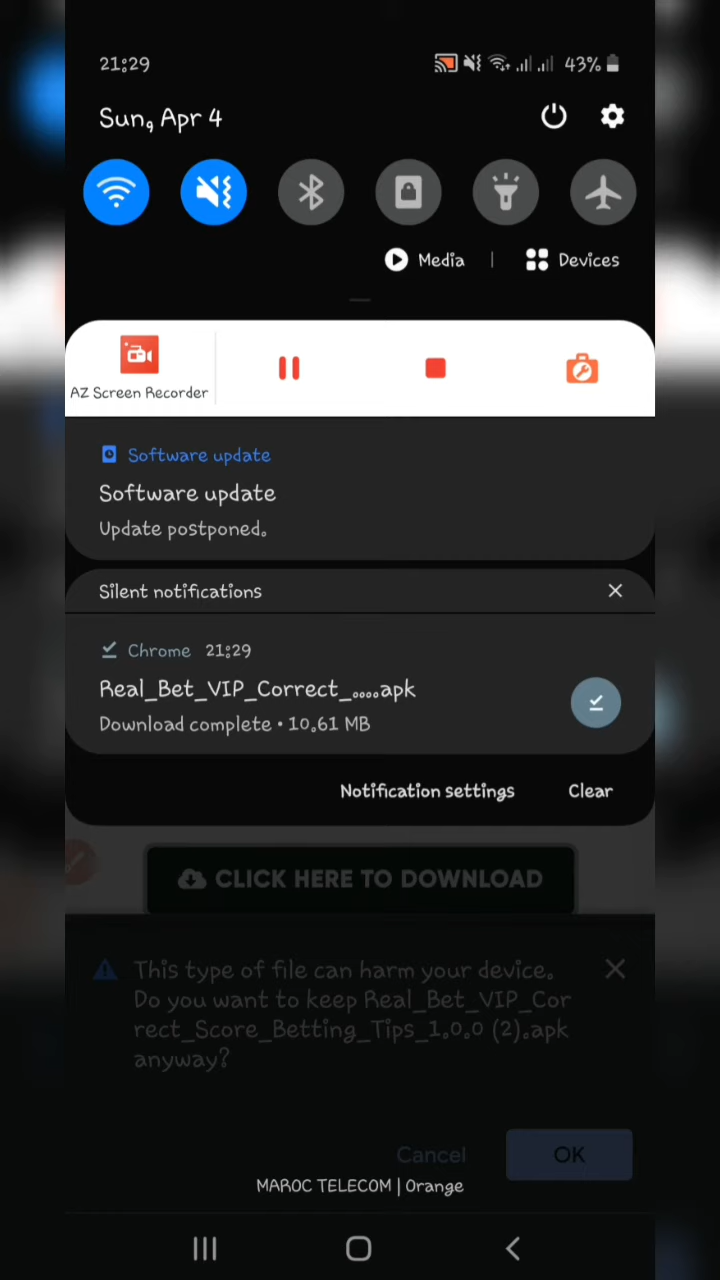 21:29
43%
Sun, Apr 4
Media | Devices
AZ Screen Recorder
Software update
Software update
Update postponed.
Silent notifications
Chrome 21:29
Real_Bet_VIP_Correct_....apk
Download complete • 10.61 MB
Notification settings Clear
CLICK HERE TO DOWNLOAD
This type of file can harm your device.
Do you want to keep Real_Bet_VIP_Cor
rect_Score_Betting_Tips_1.0.0 (2).apk
anyway?
Cancel OK
MAROC TELECOM | Orange